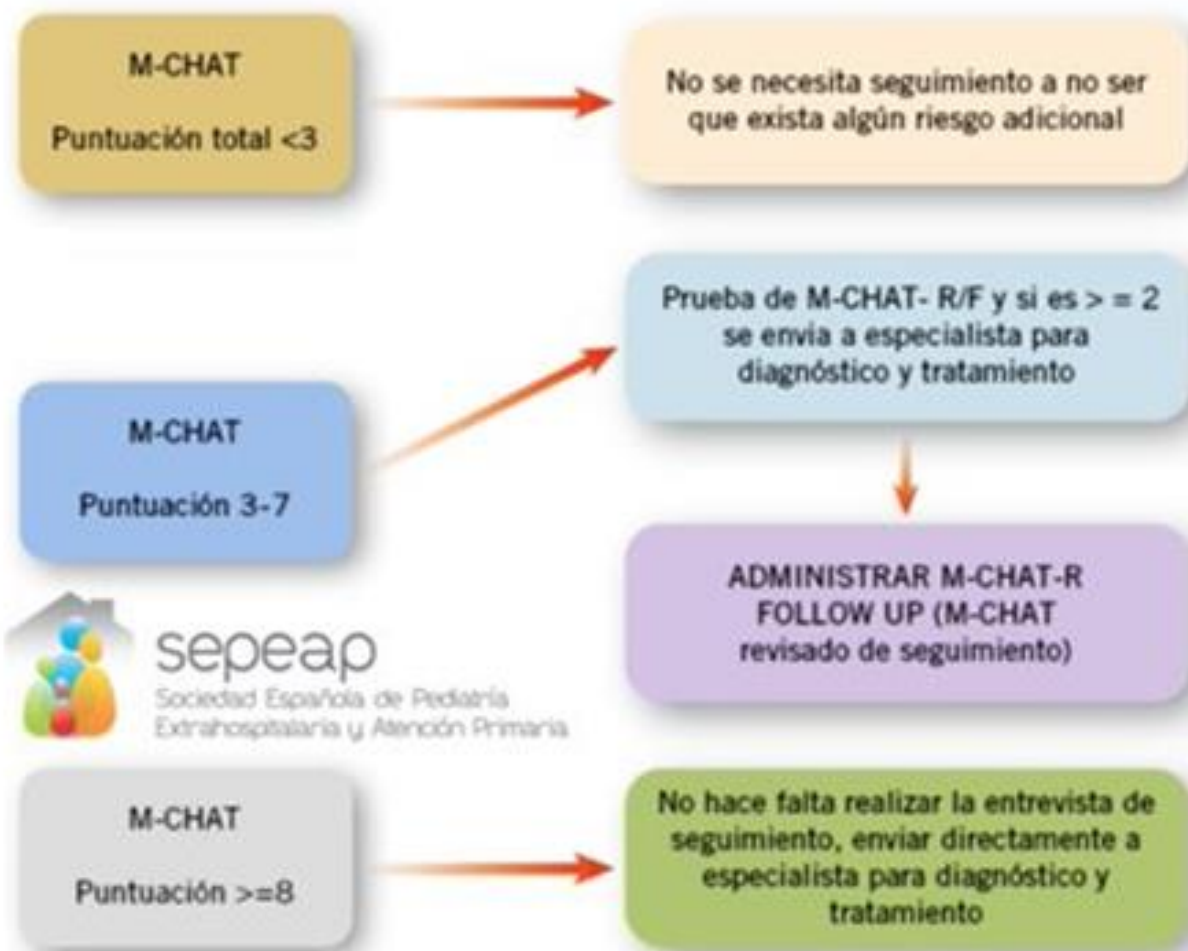 M-CHAT
Puntuación total <3
No se necesita seguimiento a no ser
que exista algún riesgo adicional
M-CHAT
Puntuación 3-7
Prueba de M-CHAT- R/F y si es > = 2
se envia a especialista para
diagnóstico y tratamiento
ADMINISTRAR M-CHAT-R
FOLLOW UP (M-CHAT
revisado de seguimiento)
sepeap
Sociedad Española de Pediatría
Extrahospitalaria y Atención Primaria
M-CHAT
Puntuación >=8
No hace falta realizar la entrevista de
seguimiento, enviar directamente a
especialista para diagnóstico y
tratamiento